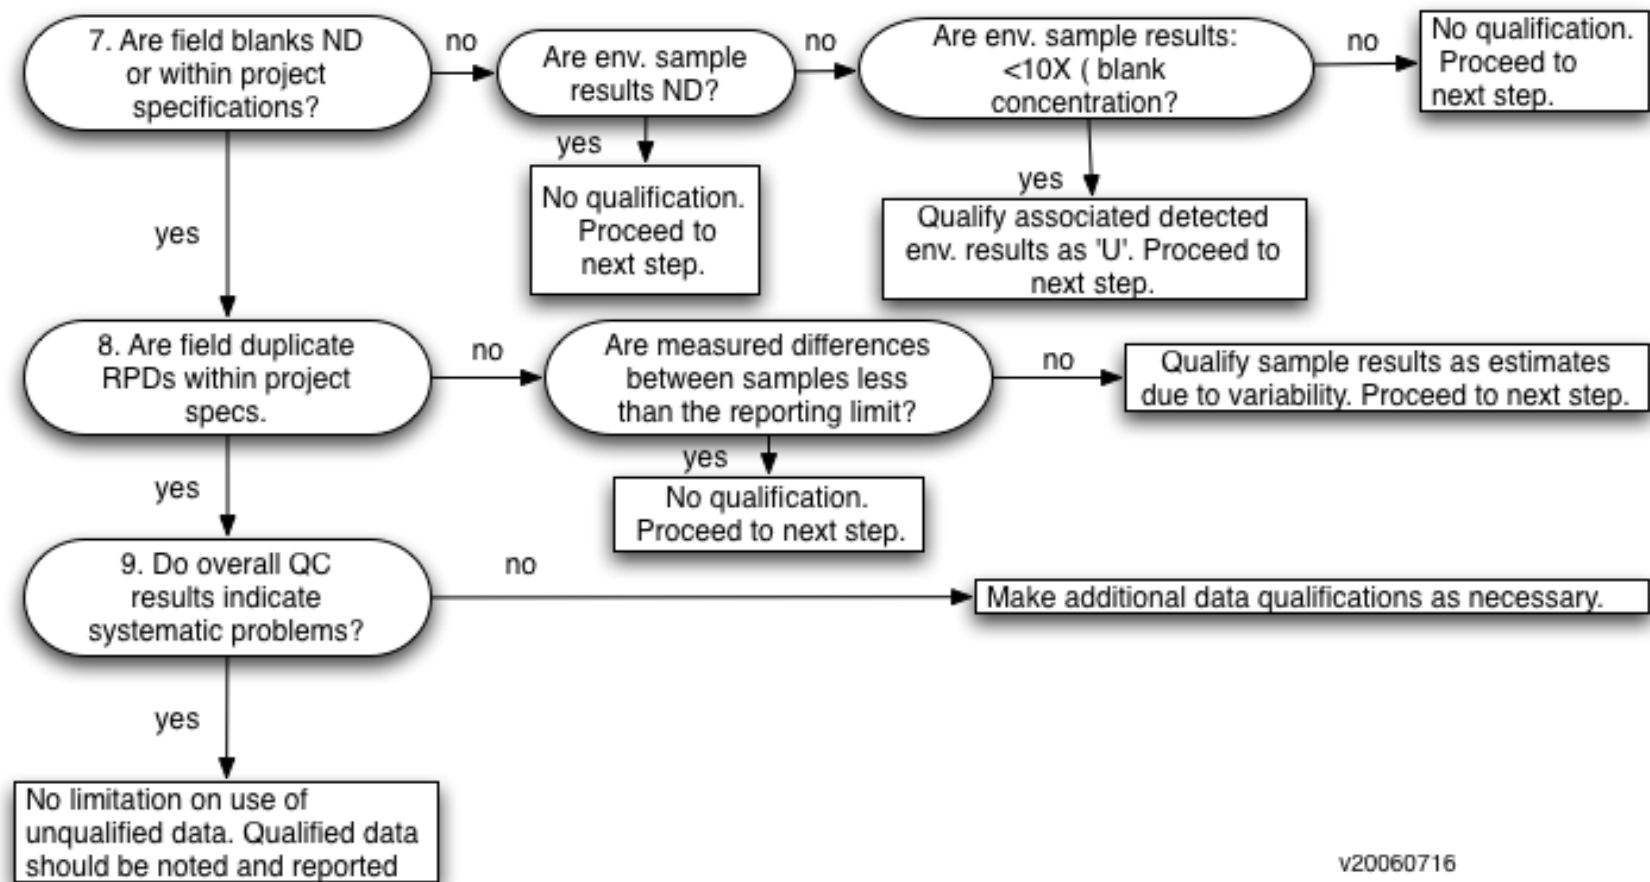 7. Are field blanks ND
or within project
specifications?
no
Are env. sample
results ND?
no
Are env. sample results:
<10X ( blank
concentration?
no
No qualification.
Proceed to
next step.
yes
No qualification.
Proceed to
next step.
yes
Qualify associated detected
env. results as 'U'. Proceed to
next step.
yes
8. Are field duplicate
RPDs within project
specs.
no
Are measured differences
between samples less
than the reporting limit?
no
Qualify sample results as estimates
due to variability. Proceed to next step.
yes
No qualification.
Proceed to next step.
yes
9. Do overall QC
results indicate
systematic problems?
no
Make additional data qualifications as necessary.
yes
No limitation on use of
unqualified data. Qualified data
should be noted and reported
v20060716